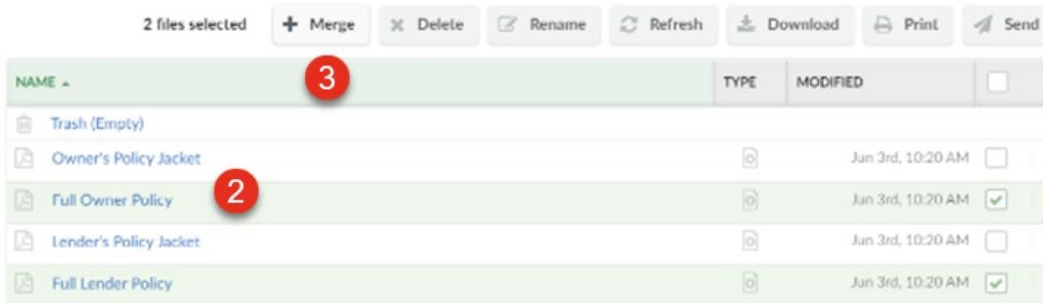 2 files selected Merge Delete Rename Refresh Download Print Send
3
NAME TYPE MODIFIED
Trash (Empty)
Owner's Policy Jacket Jun 3rd, 10:20 AM
Full Owner Policy 2 Jun 3rd, 10:20 AM
Lender's Policy Jacket Jun 3rd, 10:20 AM
Full Lender Policy Jun 3rd, 10:20 AM